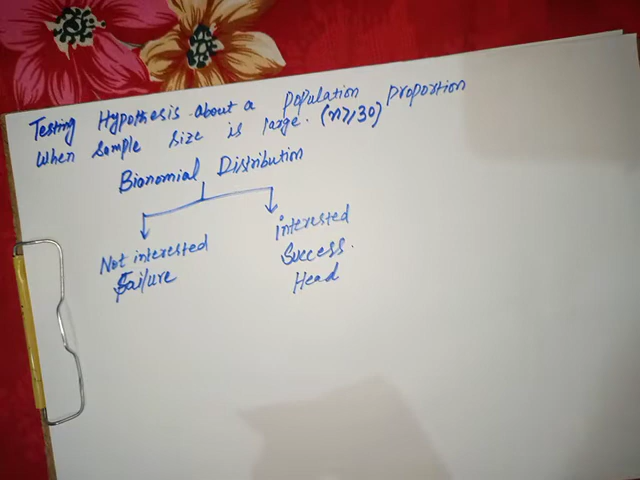 Testing Hypothesis about a population proportion
when sample size is large. (n≥30)
Bionomial Distribution
Not interested
Failure
interested
Success.
Head